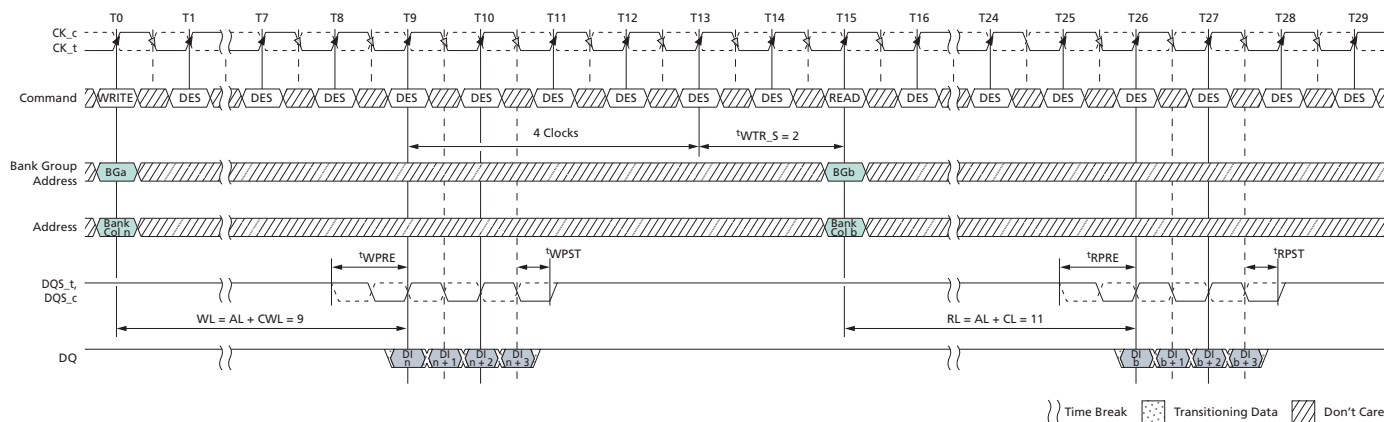 T0 T1 T7 T8 T9 T10 T11 T12 T13 T14 T15 T16 T24 T25 T26 T27 T28 T29
CK_c
CK_t
Command WRITE DES DES DES DES DES DES DES DES DES READ DES DES DES DES DES DES DES
4 Clocks tWTR_S = 2
Bank Group
Address BGa BGb
Address Bank
Col n Bank
Col b
tWPRE tWPST tRPRE tRPST
DQS_t,
DQS_c
WL = AL + CWL = 9 RL = AL + CL = 11
DQ DI
n DI
n + 1 DI
n + 2 DI
n + 3 DI
b DI
b + 1 DI
b + 2 DI
b + 3
Time Break Transitioning Data Don't Care